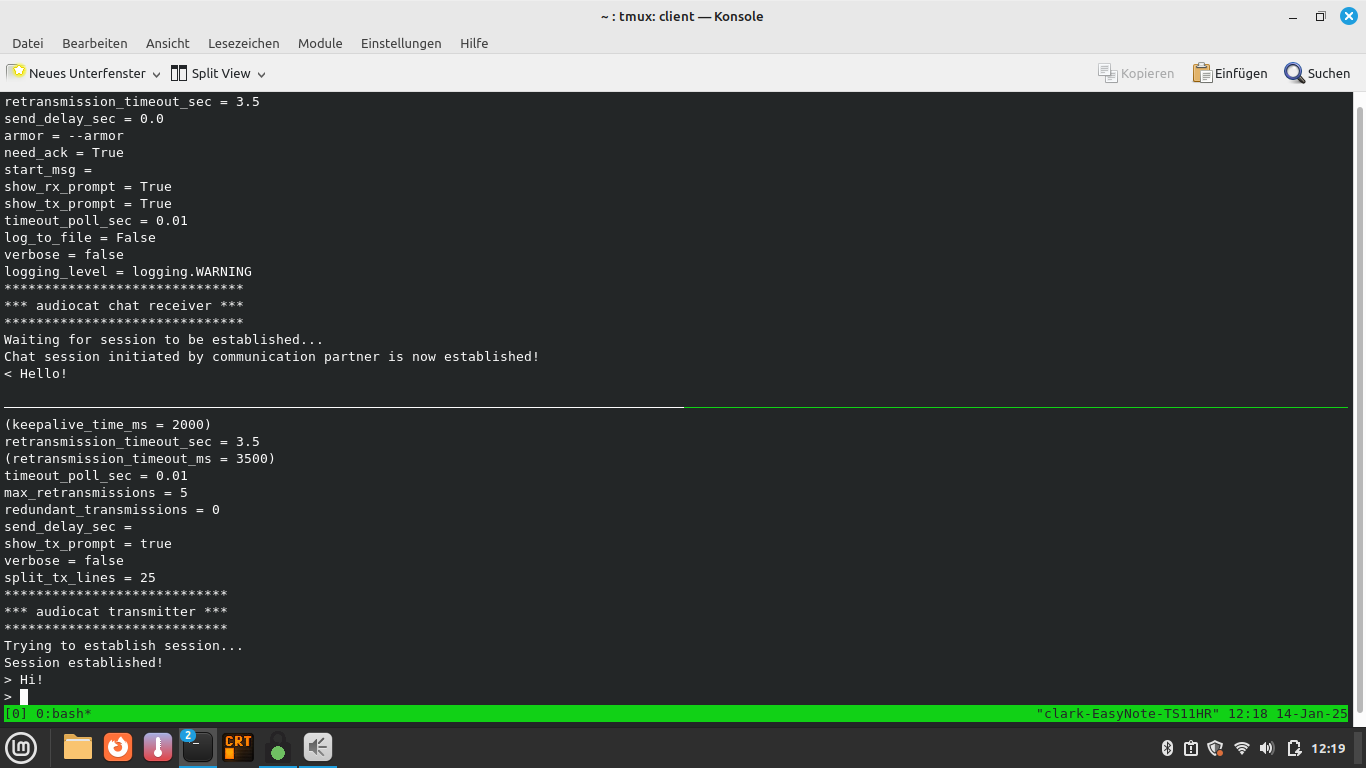 ~ : tmux: client — Konsole
Datei Bearbeiten Ansicht Lesezeichen Module Einstellungen Hilfe
Neues Unterfenster Split View Kopieren Einfügen Suchen
retransmission_timeout_sec = 3.5
send_delay_sec = 0.0
armor = --armor
need_ack = True
start_msg =
show_rx_prompt = True
show_tx_prompt = True
timeout_poll_sec = 0.01
log_to_file = False
verbose = false
logging_level = logging.WARNING
******************************
*** audiocat chat receiver ***
******************************
Waiting for session to be established...
Chat session initiated by communication partner is now established!
< Hello!
(keepalive_time_ms = 2000)
retransmission_timeout_sec = 3.5
(retransmission_timeout_ms = 3500)
timeout_poll_sec = 0.01
max_retransmissions = 5
redundant_transmissions = 0
send_delay_sec =
show_tx_prompt = true
verbose = false
split_tx_lines = 25
****************************
*** audiocat transmitter ***
****************************
Trying to establish session...
Session established!
> Hi!
>
[0] 0:bash* "clark-EasyNote-TS11HR" 12:18 14-Jan-25
2 CRT 12:19